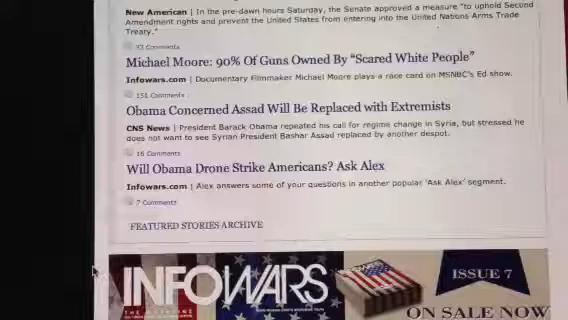 New American | In the pre-dawn hours Saturday, the Senate approved a measure "to uphold Second
Amendment rights and prevent the United States from entering into the United Nations Arms Trade
Treaty."
93 Comments
Michael Moore: 90% Of Guns Owned By “Scared White People”
Infowars.com | Documentary Filmmaker Michael Moore plays a race card on MSNBC's Ed show.
151 Comments
Obama Concerned Assad Will Be Replaced with Extremists
CNS News | President Barack Obama repeated his call for regime change in Syria, but stressed he
does not want to see Syrian President Bashar Assad replaced by another despot.
16 Comments
Will Obama Drone Strike Americans? Ask Alex
Infowars.com | Alex answers some of your questions in another popular 'Ask Alex' segment.
7 Comments
FEATURED STORIES ARCHIVE
INFOWARS
THE MAGAZINE
ISSUE 7
ON SALE NOW